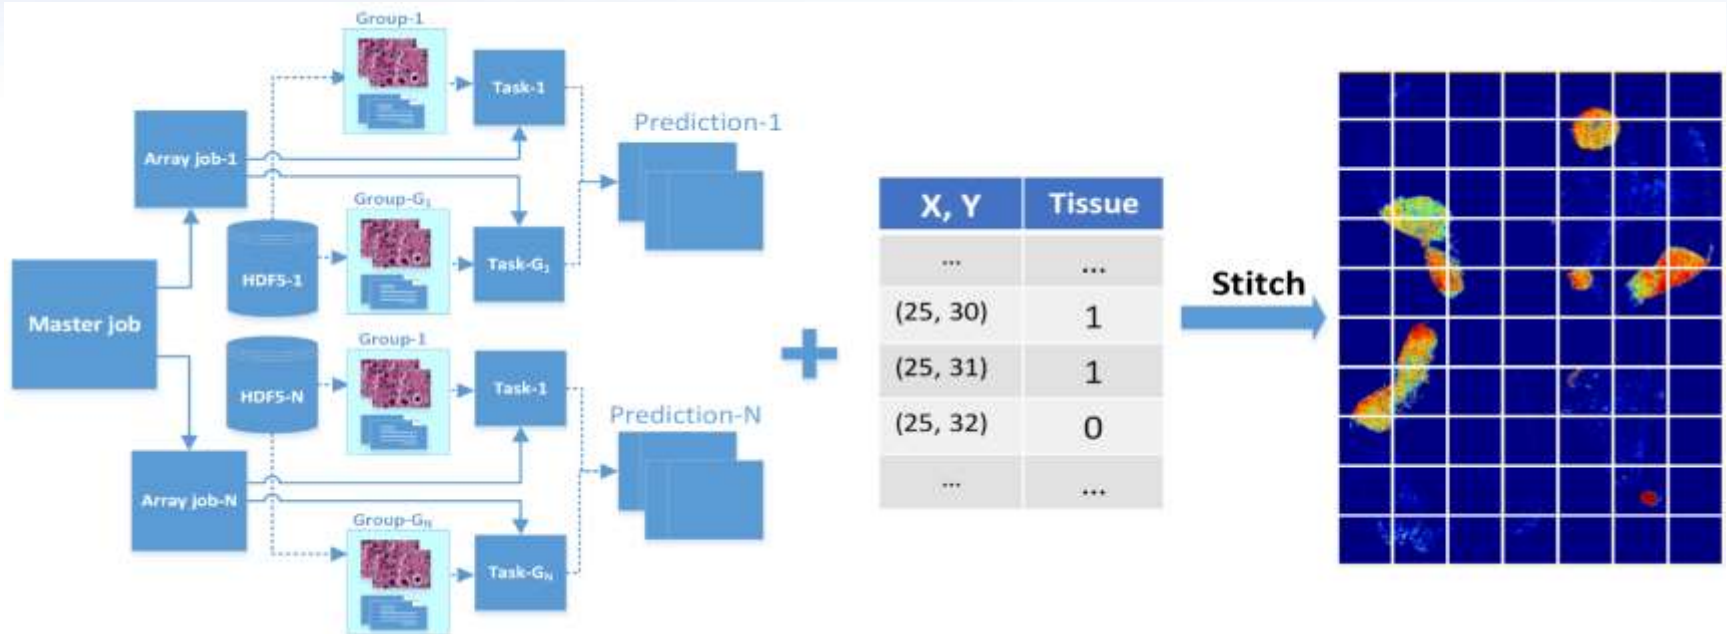 Group-1
Task-1
Array job-1
Prediction-1
Group-G1
HDF5-1
Task-G1
Master job
Group-1
HDF5-N
Task-1
Prediction-N
Array job-N
Group-GN
Task-GN
X, Y Tissue
... ...
(25, 30) 1
(25, 31) 1
(25, 32) 0
... ...
Stitch